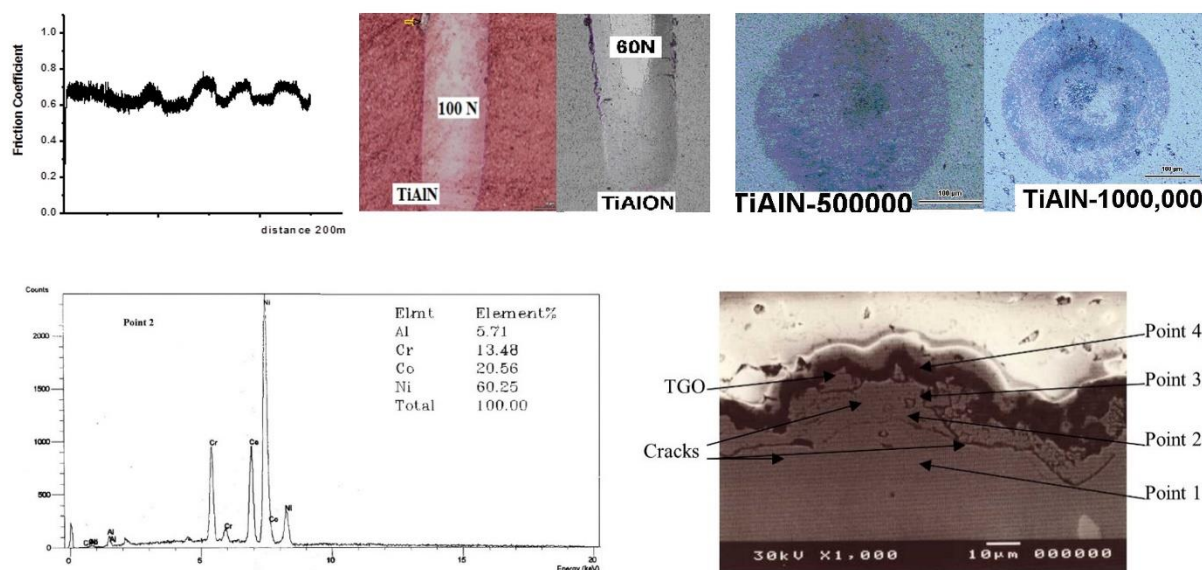 Friction Coefficient
1.0
0.8
0.6
0.4
0.2
0.0
distance 200m
100 N
TiAlN
60N
TiAlON
100 µm
TiAlN-500000
100 µm
TiAlN-1000,000
Counts
Point 2
2000
1500
1000
500
0
Ni
Cr
Co
Cr
Co
Ni
Al
0
5
10
15
20
Energy (keV)
Elmt Element%
Al 5.71
Cr 13.48
Co 20.56
Ni 60.25
Total 100.00
TGO
Cracks
Point 4
Point 3
Point 2
Point 1
30kV X1,000 10µm 000000